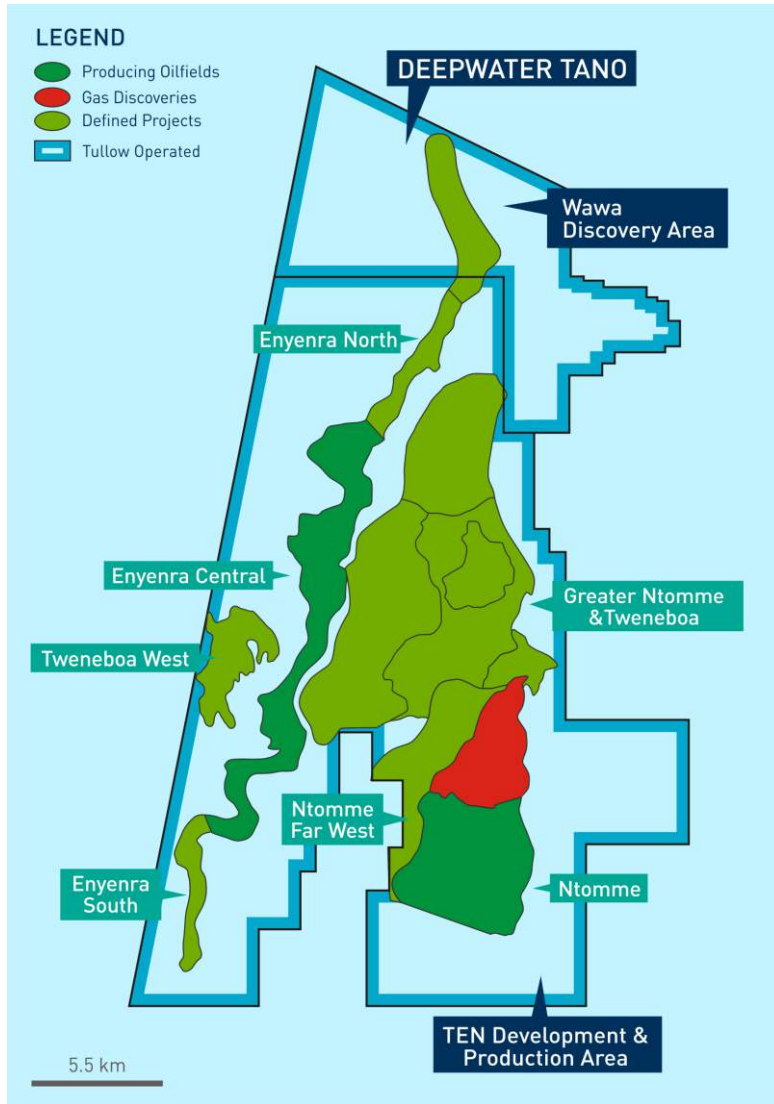 LEGEND
Producing Oilfields
Gas Discoveries
Defined Projects
Tullow Operated
DEEPWATER TANO
Wawa
Discovery Area
Enyenra North
Enyenra Central
Greater Ntomme
&Tweneboa
Tweneboa West
Ntomme
Far West
Enyenra
South
Ntomme
TEN Development &
Production Area
5.5 km